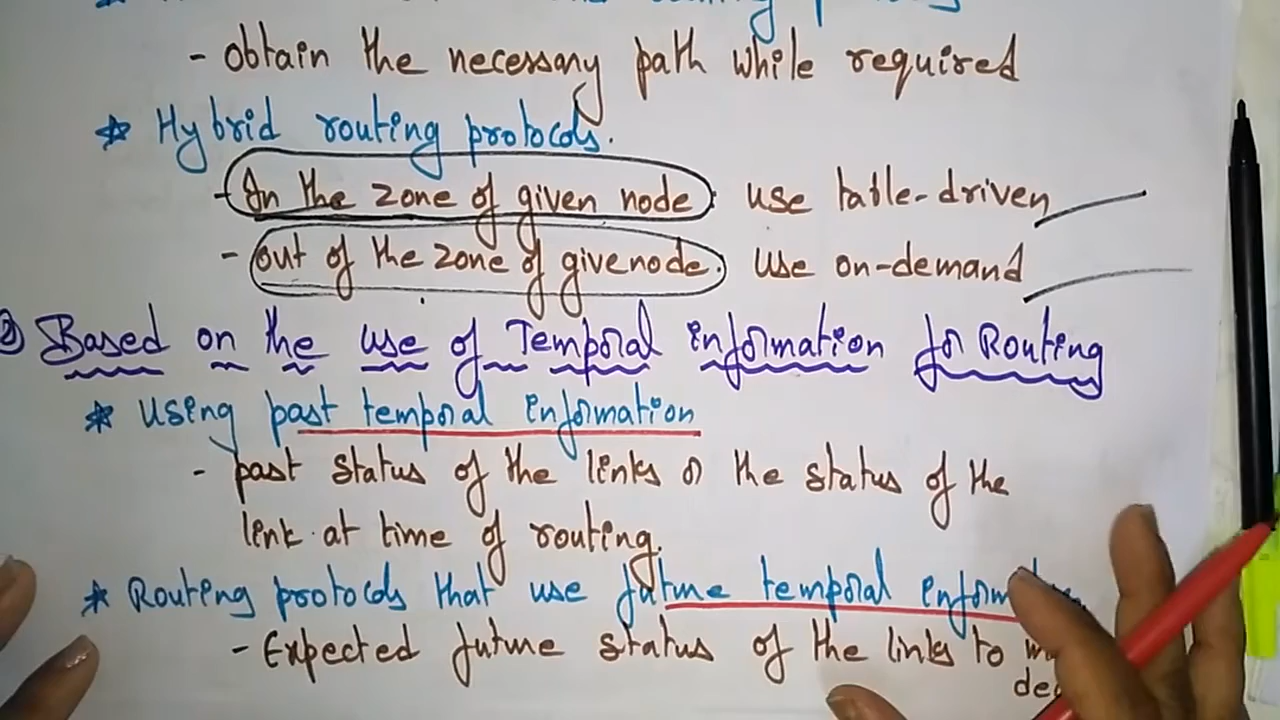 - obtain the necessary path while required
* Hybrid routing protocols.
- In the zone of given node: use table-driven
- out of the zone of givenode. use on-demand
② Based on the use of Temporal information for Routing
* using past temporal information
- past status of the links or the status of the
link at time of routing.
* Routing protocols that use future temporal
- Expected future status of the links to